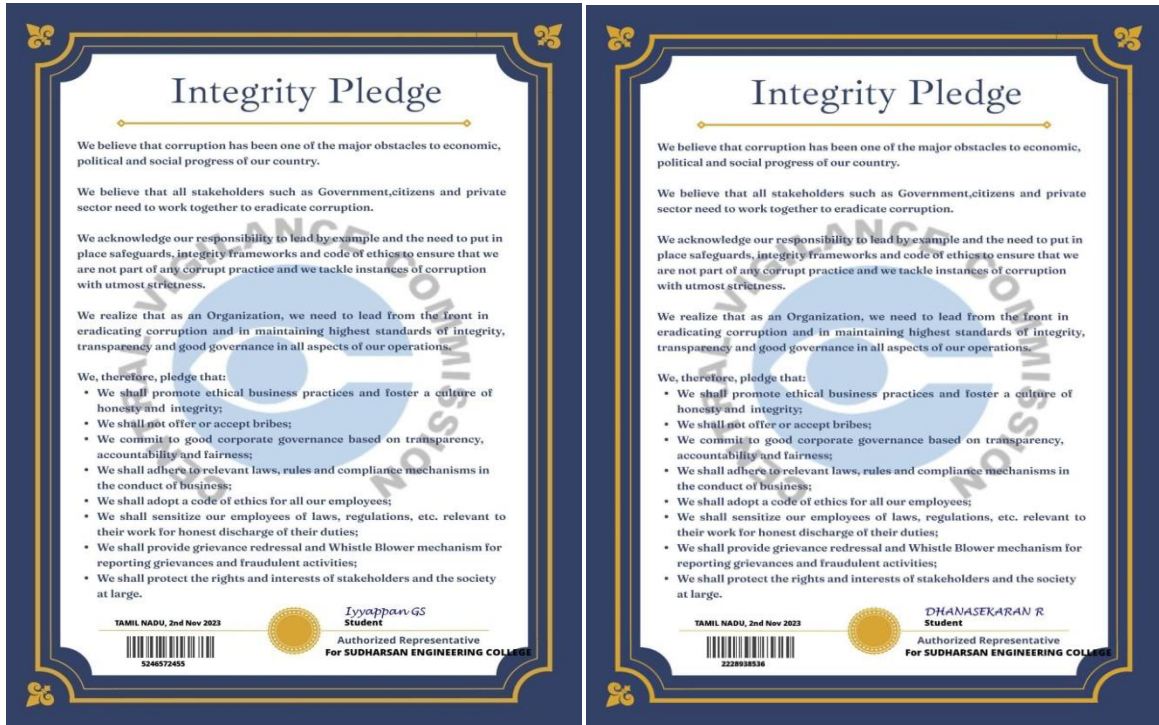 Integrity Pledge
We believe that corruption has been one of the major obstacles to economic,
political and social progress of our country.
We believe that all stakeholders such as Government,citizens and private
sector need to work together to eradicate corruption.
We acknowledge our responsibility to lead by example and the need to put in
place safeguards, integrity frameworks and code of ethics to ensure that we
are not part of any corrupt practice and we tackle instances of corruption
with utmost strictness.
We realize that as an Organization, we need to lead from the front in
eradicating corruption and in maintaining highest standards of integrity,
transparency and good governance in all aspects of our operations.
We, therefore, pledge that:
• We shall promote ethical business practices and foster a culture of
honesty and integrity;
• We shall not offer or accept bribes;
• We commit to good corporate governance based on transparency,
accountability and fairness;
• We shall adhere to relevant laws, rules and compliance mechanisms in
the conduct of business;
• We shall adopt a code of ethics for all our employees;
• We shall sensitize our employees of laws, regulations, etc. relevant to
their work for honest discharge of their duties;
• We shall provide grievance redressal and Whistle Blower mechanism for
reporting grievances and fraudulent activities;
• We shall protect the rights and interests of stakeholders and the society
at large.
CENTRAL VIGILANCE COMMISSION
Iyyappan GS
TAMIL NADU, 2nd Nov 2023
Student
Authorized Representative
For SUDHARSAN ENGINEERING COLLEGE
5246572455
Integrity Pledge
We believe that corruption has been one of the major obstacles to economic,
political and social progress of our country.
We believe that all stakeholders such as Government,citizens and private
sector need to work together to eradicate corruption.
We acknowledge our responsibility to lead by example and the need to put in
place safeguards, integrity frameworks and code of ethics to ensure that we
are not part of any corrupt practice and we tackle instances of corruption
with utmost strictness.
We realize that as an Organization, we need to lead from the front in
eradicating corruption and in maintaining highest standards of integrity,
transparency and good governance in all aspects of our operations.
We, therefore, pledge that:
• We shall promote ethical business practices and foster a culture of
honesty and integrity;
• We shall not offer or accept bribes;
• We commit to good corporate governance based on transparency,
accountability and fairness;
• We shall adhere to relevant laws, rules and compliance mechanisms in
the conduct of business;
• We shall adopt a code of ethics for all our employees;
• We shall sensitize our employees of laws, regulations, etc. relevant to
their work for honest discharge of their duties;
• We shall provide grievance redressal and Whistle Blower mechanism for
reporting grievances and fraudulent activities;
• We shall protect the rights and interests of stakeholders and the society
at large.
CENTRAL VIGILANCE COMMISSION
DHANASEKARAN R
TAMIL NADU, 2nd Nov 2023
Student
Authorized Representative
For SUDHARSAN ENGINEERING COLLEGE
2228938536